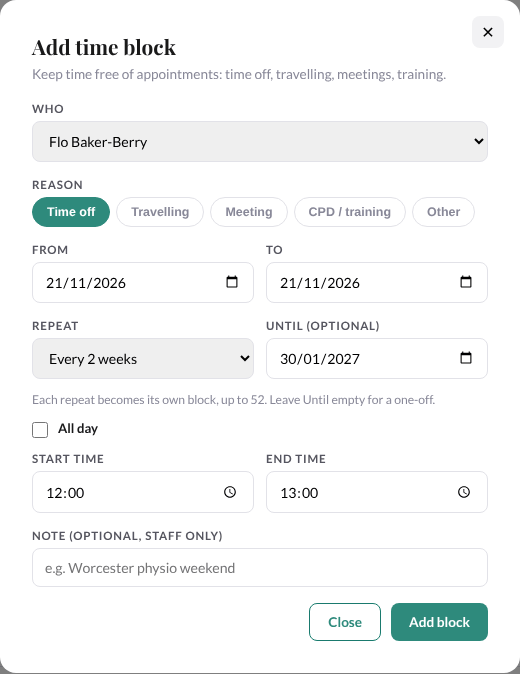 Add time block
✕
Keep time free of appointments: time off, travelling, meetings, training.
WHO
Flo Baker-Berry
REASON
Time off Travelling Meeting CPD / training Other
FROM TO
21/11/2026 21/11/2026
REPEAT UNTIL (OPTIONAL)
Every 2 weeks 30/01/2027
Each repeat becomes its own block, up to 52. Leave Until empty for a one-off.
All day
START TIME END TIME
12:00 13:00
NOTE (OPTIONAL, STAFF ONLY)
e.g. Worcester physio weekend
Close Add block